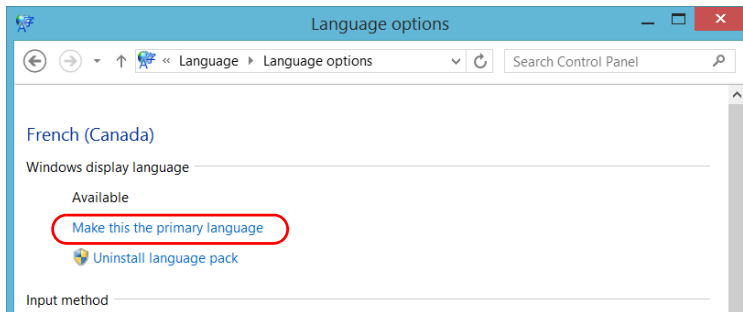 Language options
« Language Language options Search Control Panel
French (Canada)
Windows display language
Available
Make this the primary language
Uninstall language pack
Input method